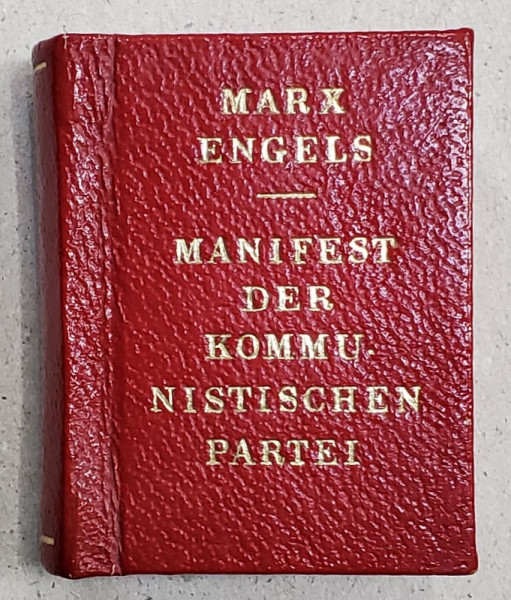 MARX
ENGELS
MANIFEST
DER
KOMMU-
NISTISCHEN
PARTEI